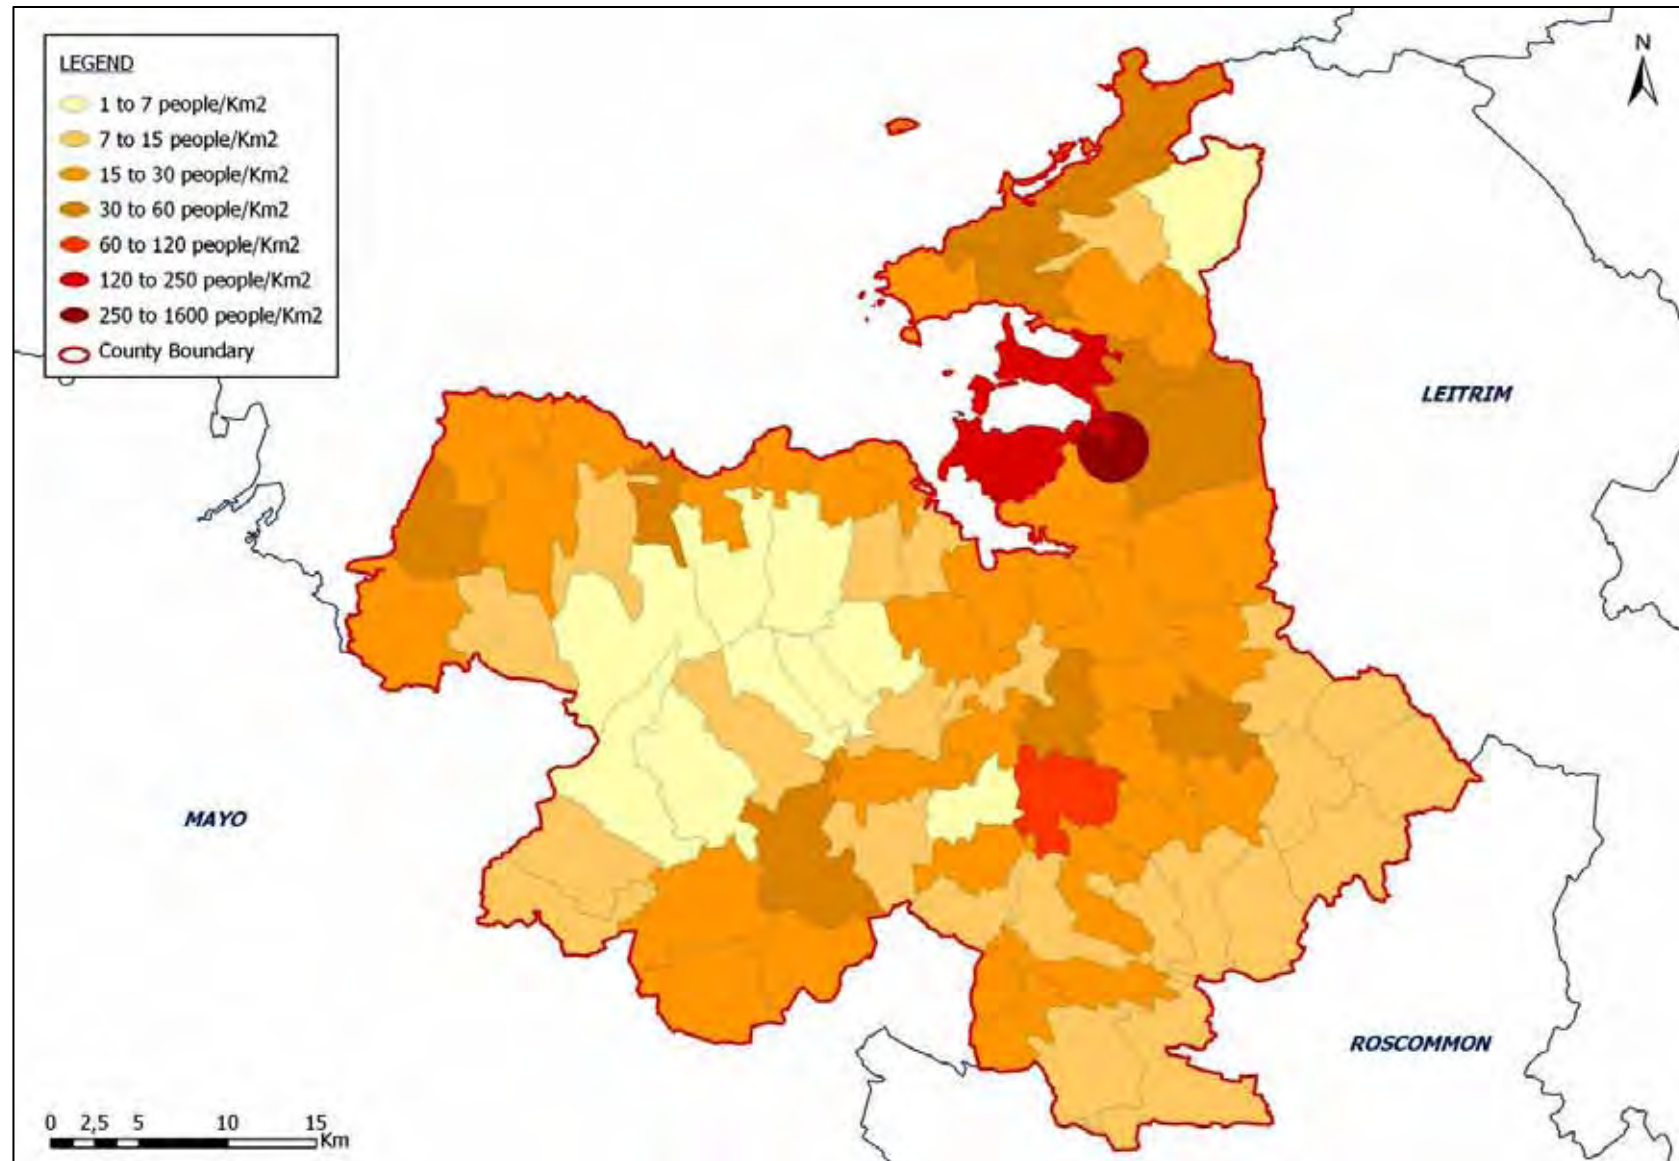 LEGEND
1 to 7 people/Km2
7 to 15 people/Km2
15 to 30 people/Km2
30 to 60 people/Km2
60 to 120 people/Km2
120 to 250 people/Km2
250 to 1600 people/Km2
County Boundary
N
LEITRIM
MAYO
ROSCOMMON
0 2,5 5 10 15
Km